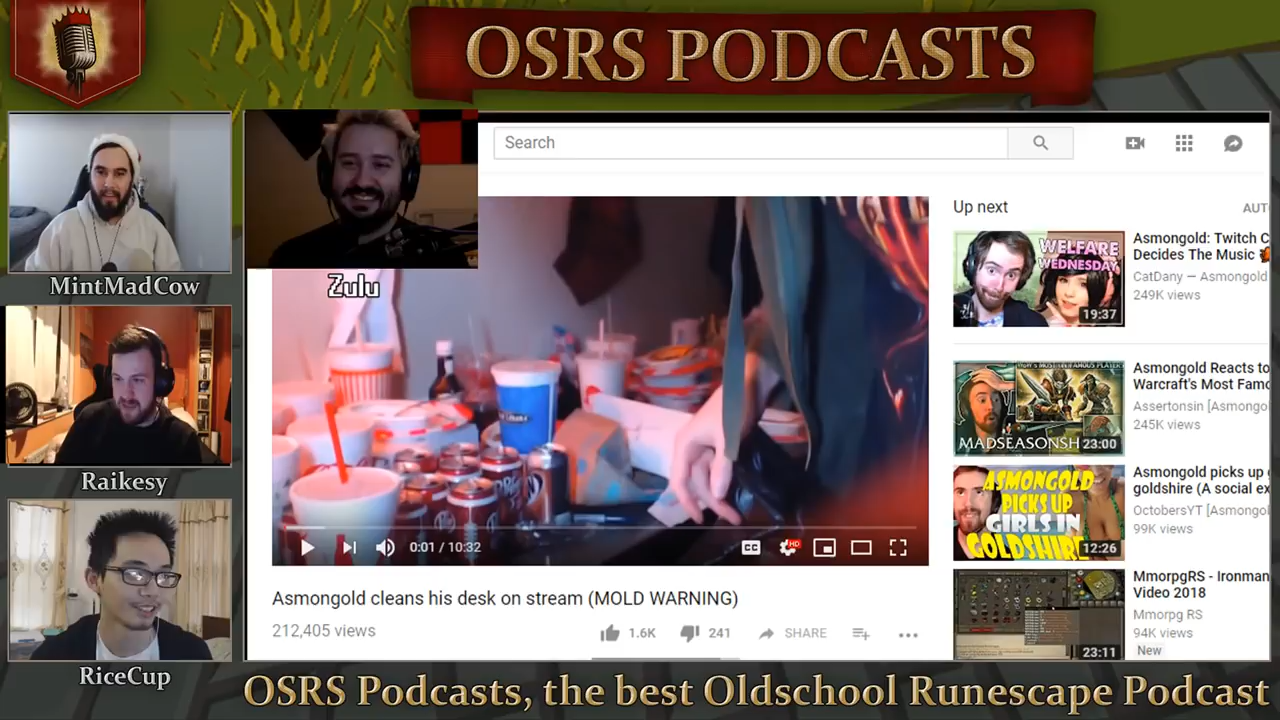 OSRS PODCASTS
MintMadCow
Raikesy
RiceCup
Zulu
Search
0:01 / 10:32
CC
HD
Asmongold cleans his desk on stream (MOLD WARNING)
212,405 views
1.6K
241
SHARE
Up next
AUT
WELFARE
WEDNESDAY
19:37
Asmongold: Twitch C
Decides The Music
CatDany — Asmongold
249K views
MADSEASONSH
23:00
Asmongold Reacts to
Warcraft's Most Famo
Assertonsin [Asmongo
245K views
ASMONGOLD
PICKS UP
GIRLS IN
GOLDSHIRE
12:26
Asmongold picks up
goldshire (A social ex
OctobersYT [Asmongol
99K views
23:11
MmorpgRS - Ironman
Video 2018
Mmorpg RS
94K views
New
OSRS Podcasts, the best Oldschool Runescape Podcast